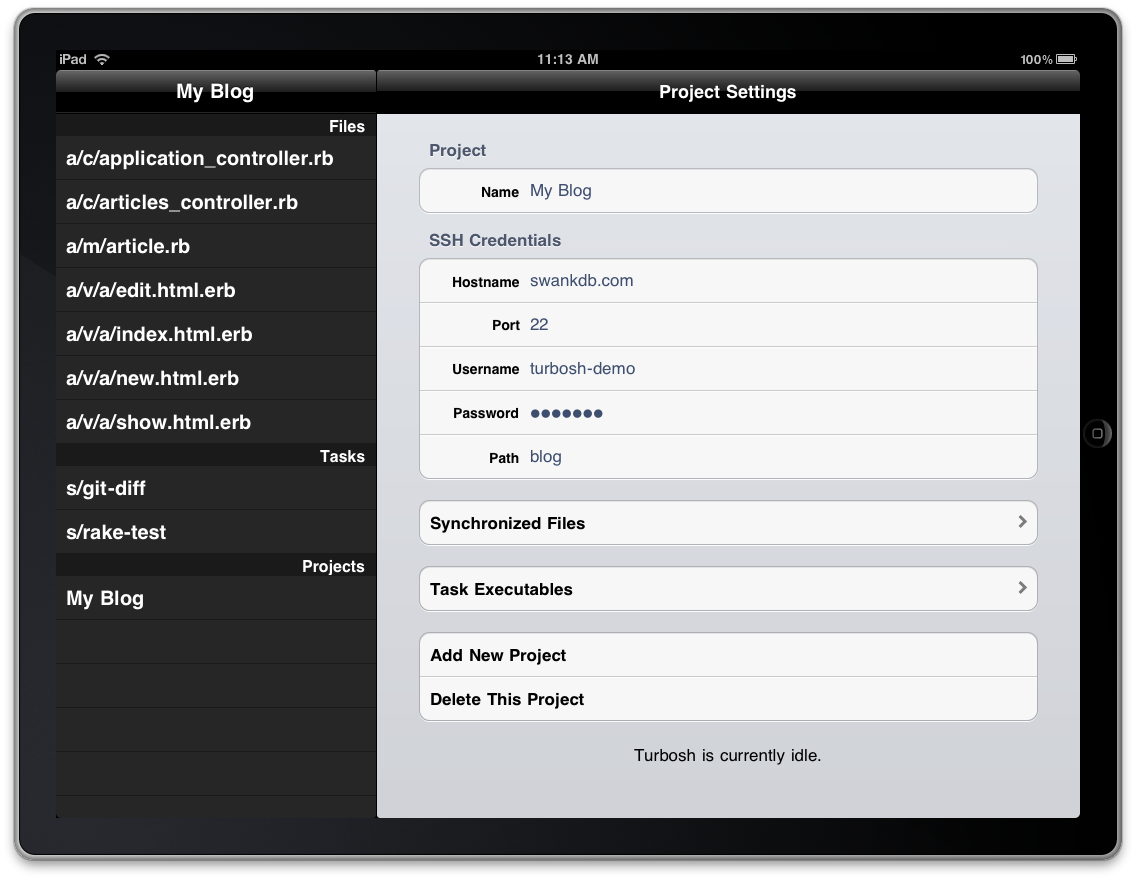 iPad 11:13 AM 100%
My Blog
Files
a/c/application_controller.rb
a/c/articles_controller.rb
a/m/article.rb
a/v/a/edit.html.erb
a/v/a/index.html.erb
a/v/a/new.html.erb
a/v/a/show.html.erb
Tasks
s/git-diff
s/rake-test
Projects
My Blog
Project Settings
Project
Name My Blog
SSH Credentials
Hostname swankdb.com
Port 22
Username turbosh-demo
Password ●●●●●●●
Path blog
Synchronized Files
Task Executables
Add New Project
Delete This Project
Turbosh is currently idle.